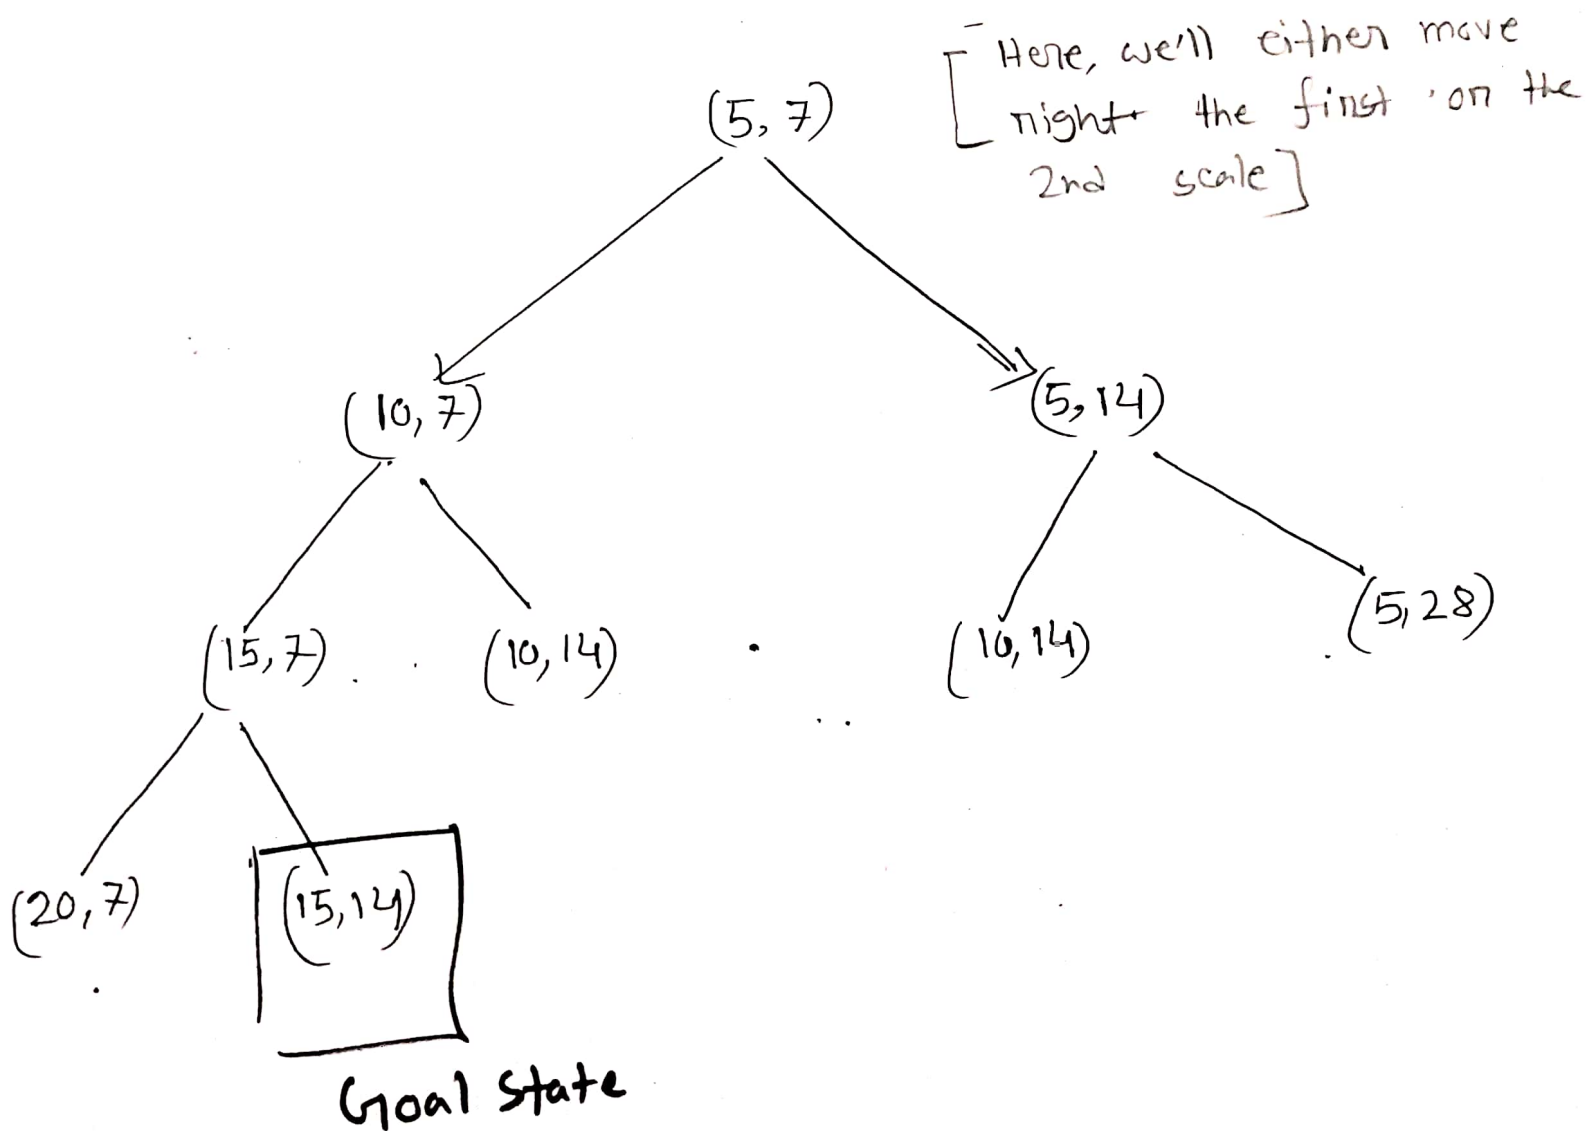 [ Here, we'll either move
right the first or the
2nd scale]
(5, 7)
(10, 7)
(5, 14)
(15, 7)
(10, 14)
(10, 14)
(5, 28)
(20, 7)
(15, 14)
Goal State